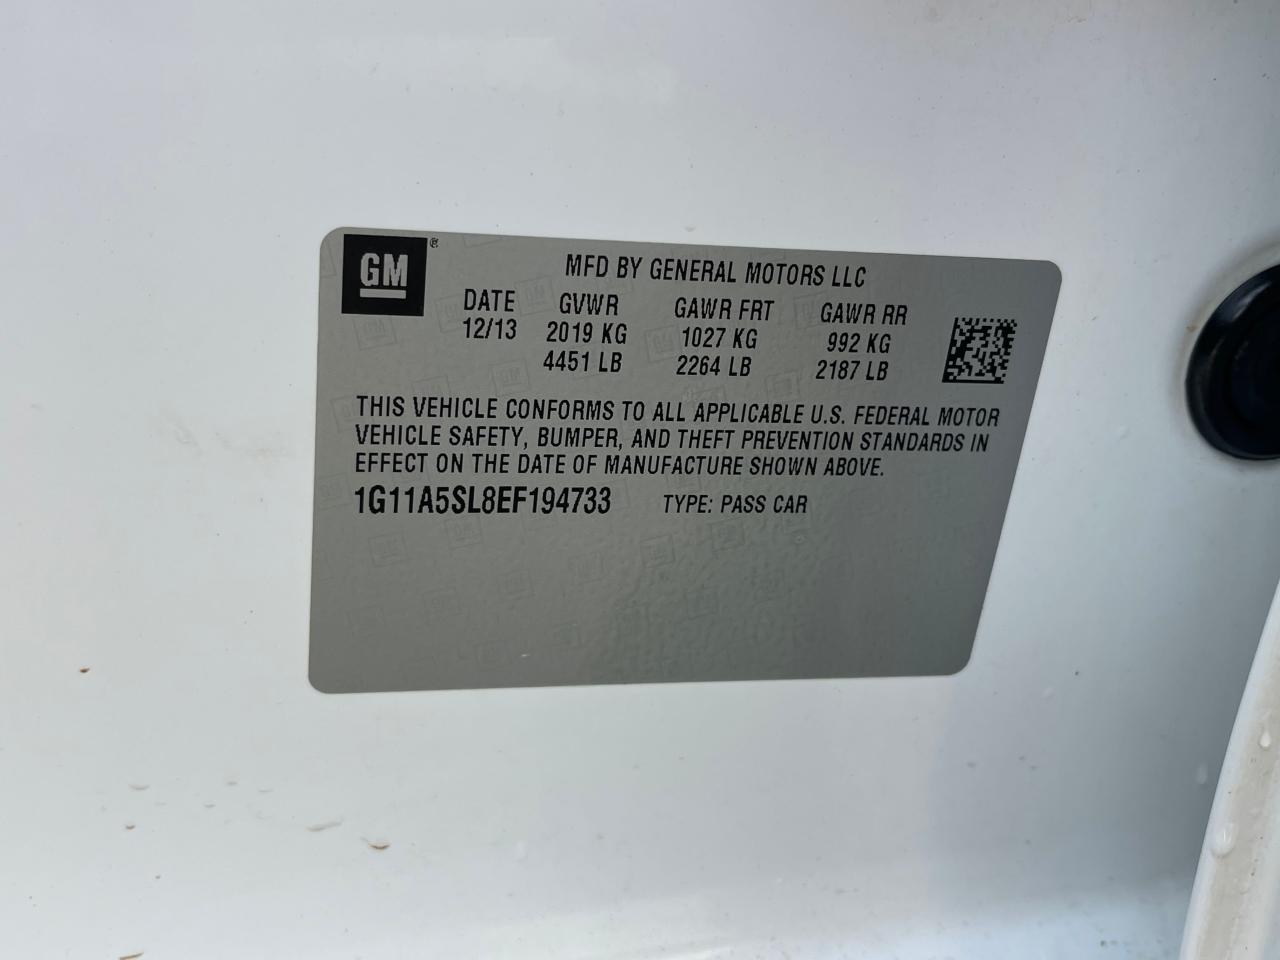 GM ®
MFD BY GENERAL MOTORS LLC
DATE GVWR GAWR FRT GAWR RR
12/13 2019 KG 1027 KG 992 KG
4451 LB 2264 LB 2187 LB
THIS VEHICLE CONFORMS TO ALL APPLICABLE U.S. FEDERAL MOTOR
VEHICLE SAFETY, BUMPER, AND THEFT PREVENTION STANDARDS IN
EFFECT ON THE DATE OF MANUFACTURE SHOWN ABOVE.
1G11A5SL8EF194733 TYPE: PASS CAR